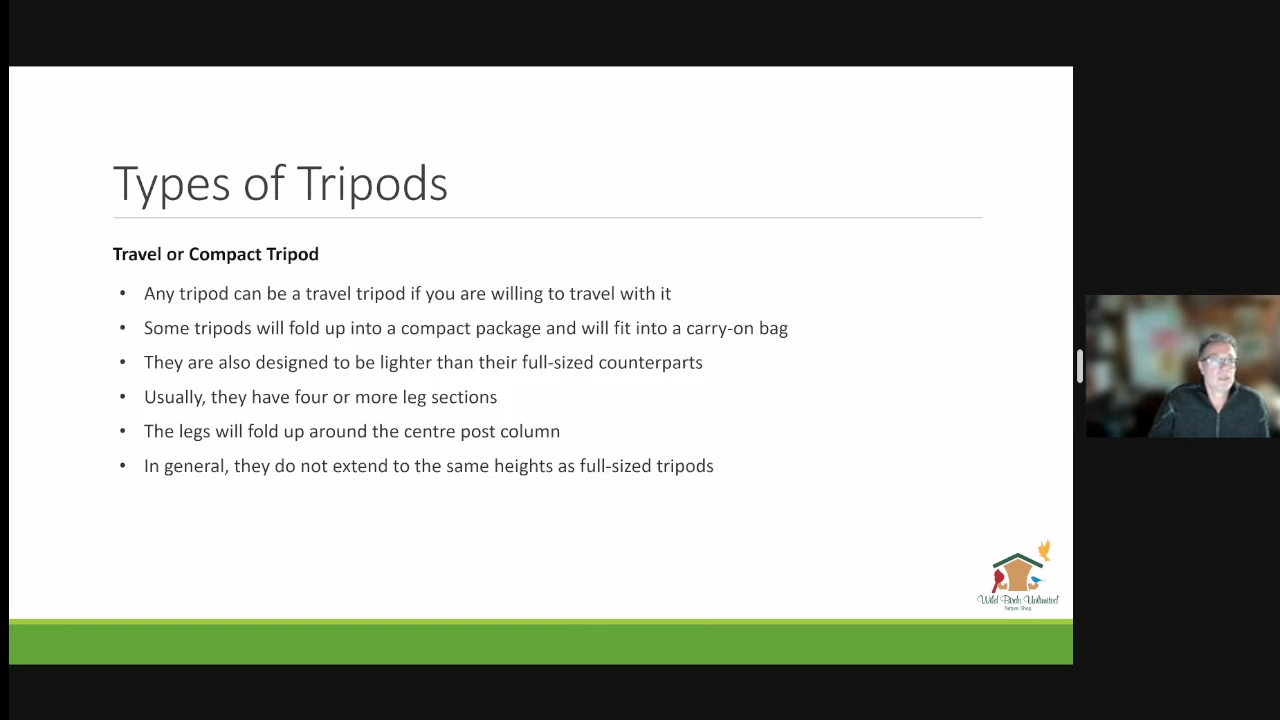 Types of Tripods
Travel or Compact Tripod
• Any tripod can be a travel tripod if you are willing to travel with it
• Some tripods will fold up into a compact package and will fit into a carry-on bag
• They are also designed to be lighter than their full-sized counterparts
• Usually, they have four or more leg sections
• The legs will fold up around the centre post column
• In general, they do not extend to the same heights as full-sized tripods
Wild Birds Unlimited
Nature Shop